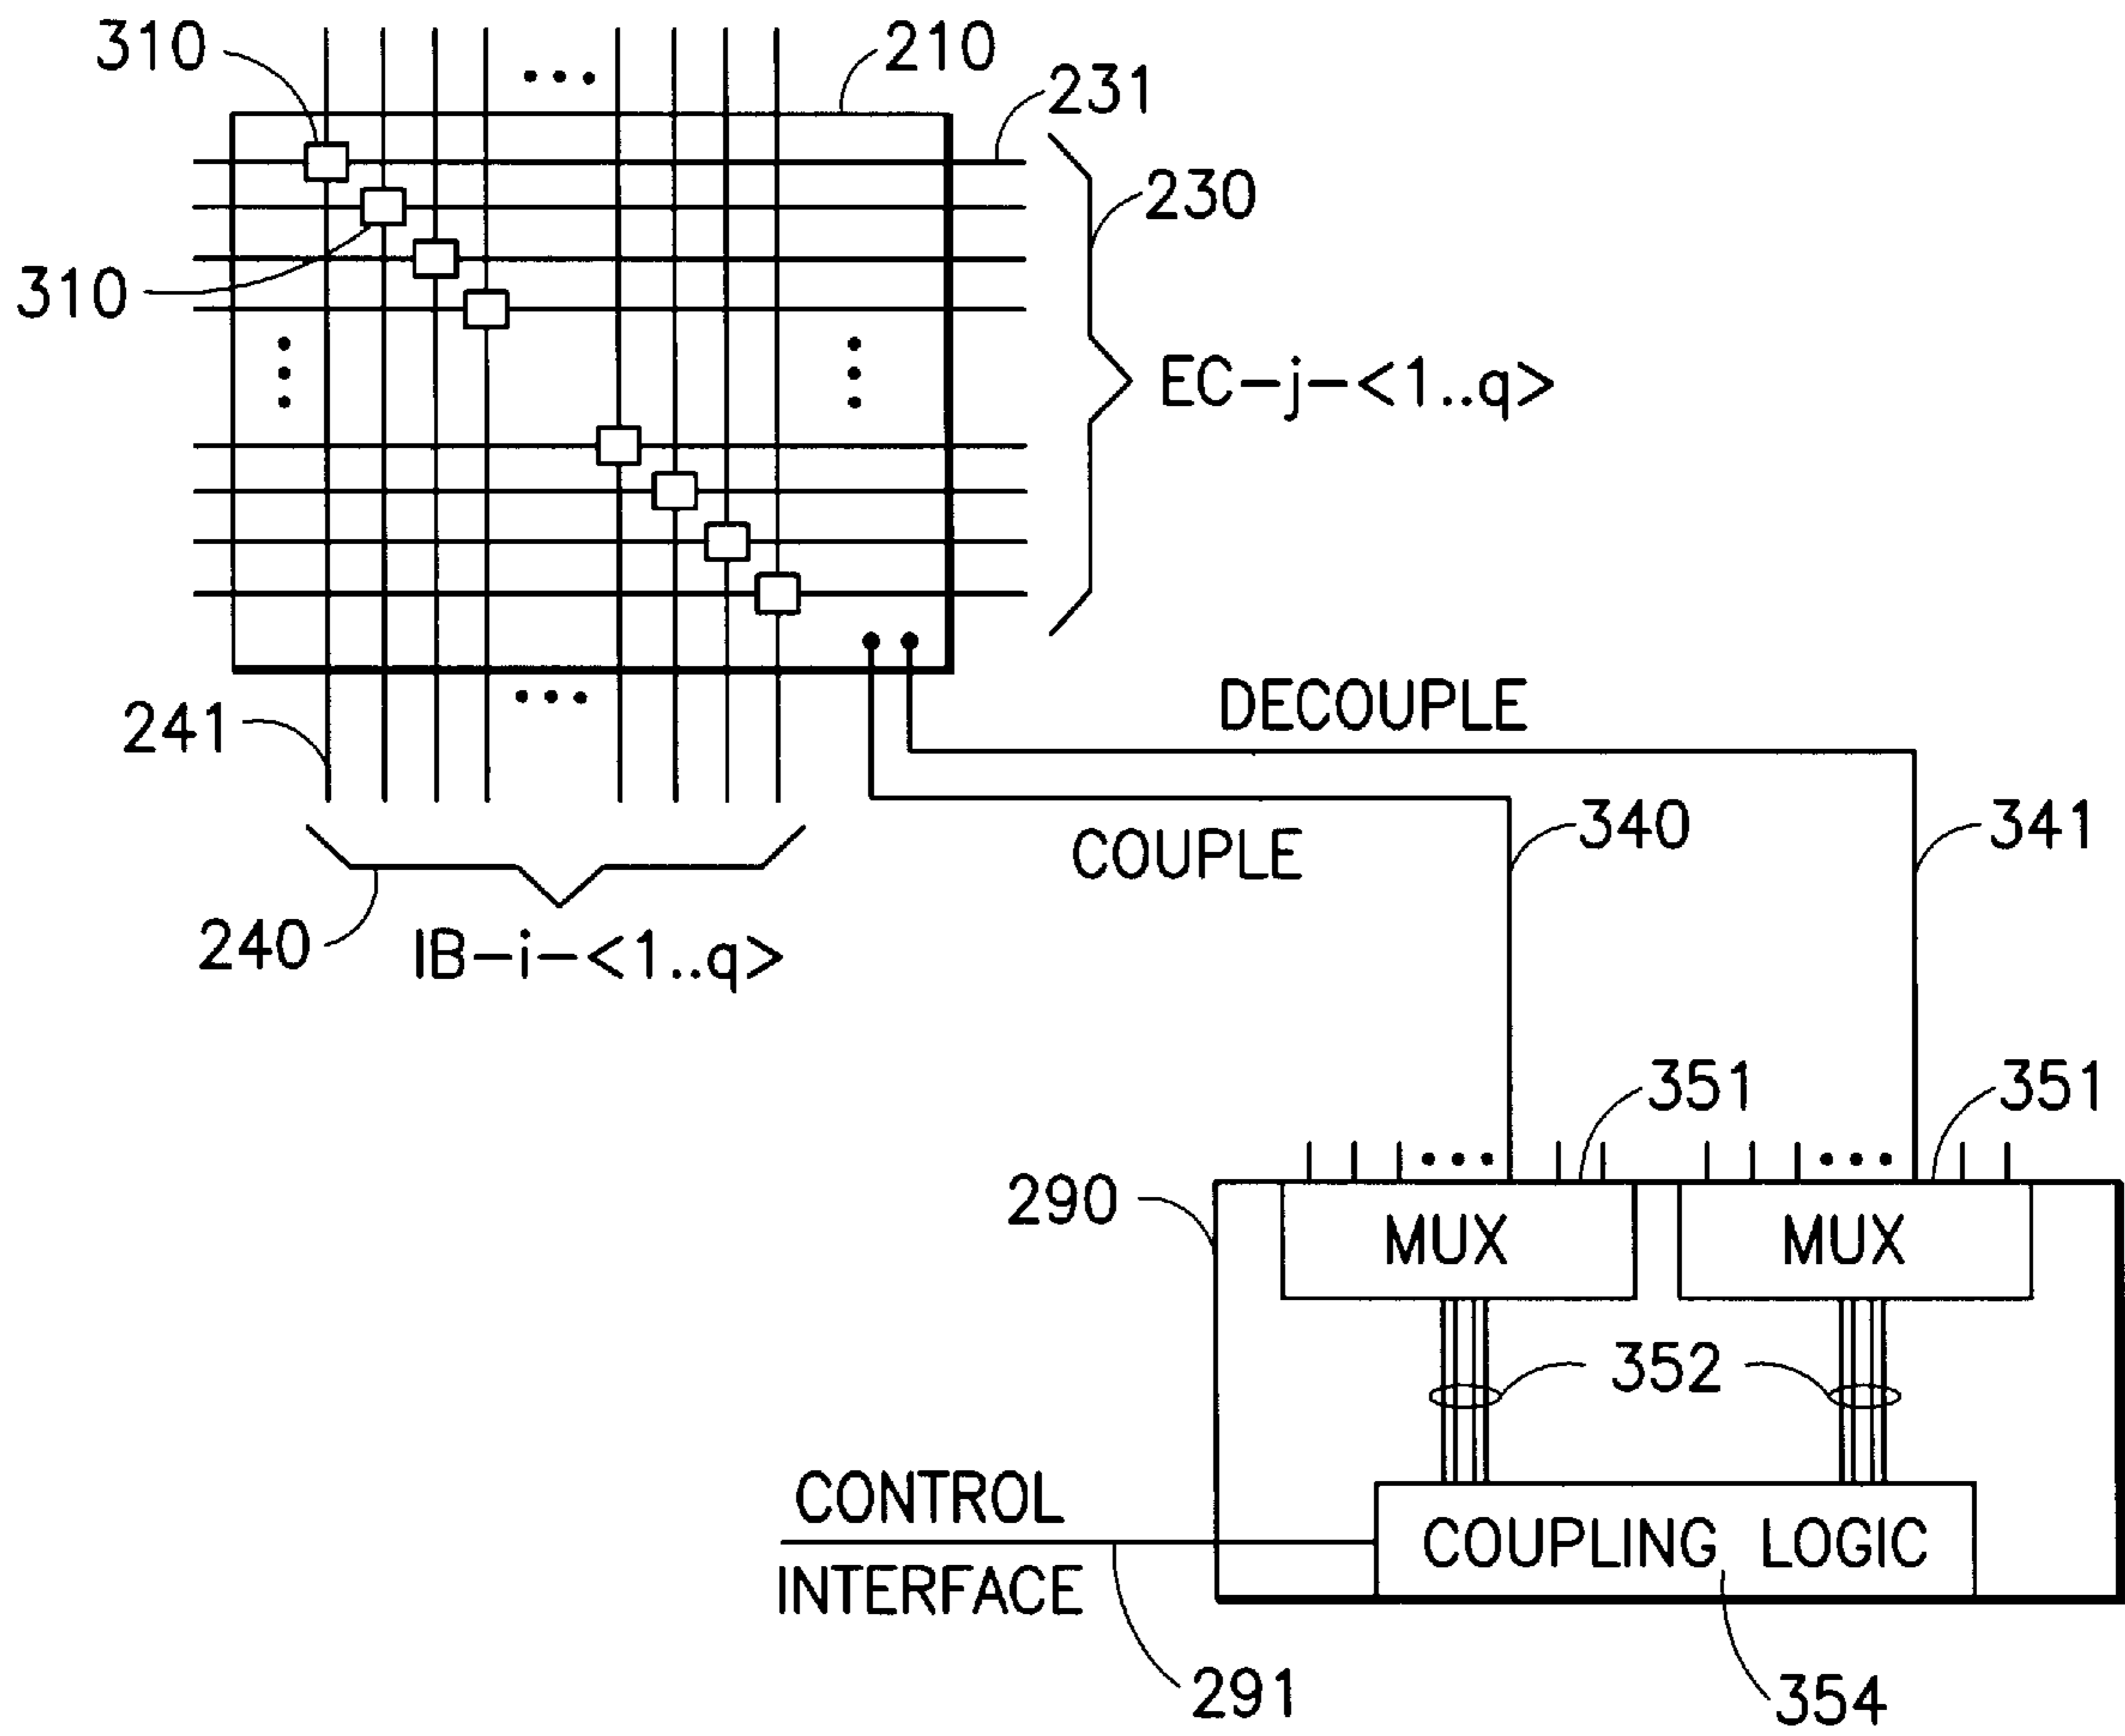 310
210
231
230
310
EC-j-<1..q>
DECOUPLE
241
340
341
COUPLE
240
IB-i-<1..q>
351
351
290
MUX
MUX
352
CONTROL
INTERFACE
COUPLING LOGIC
291
354